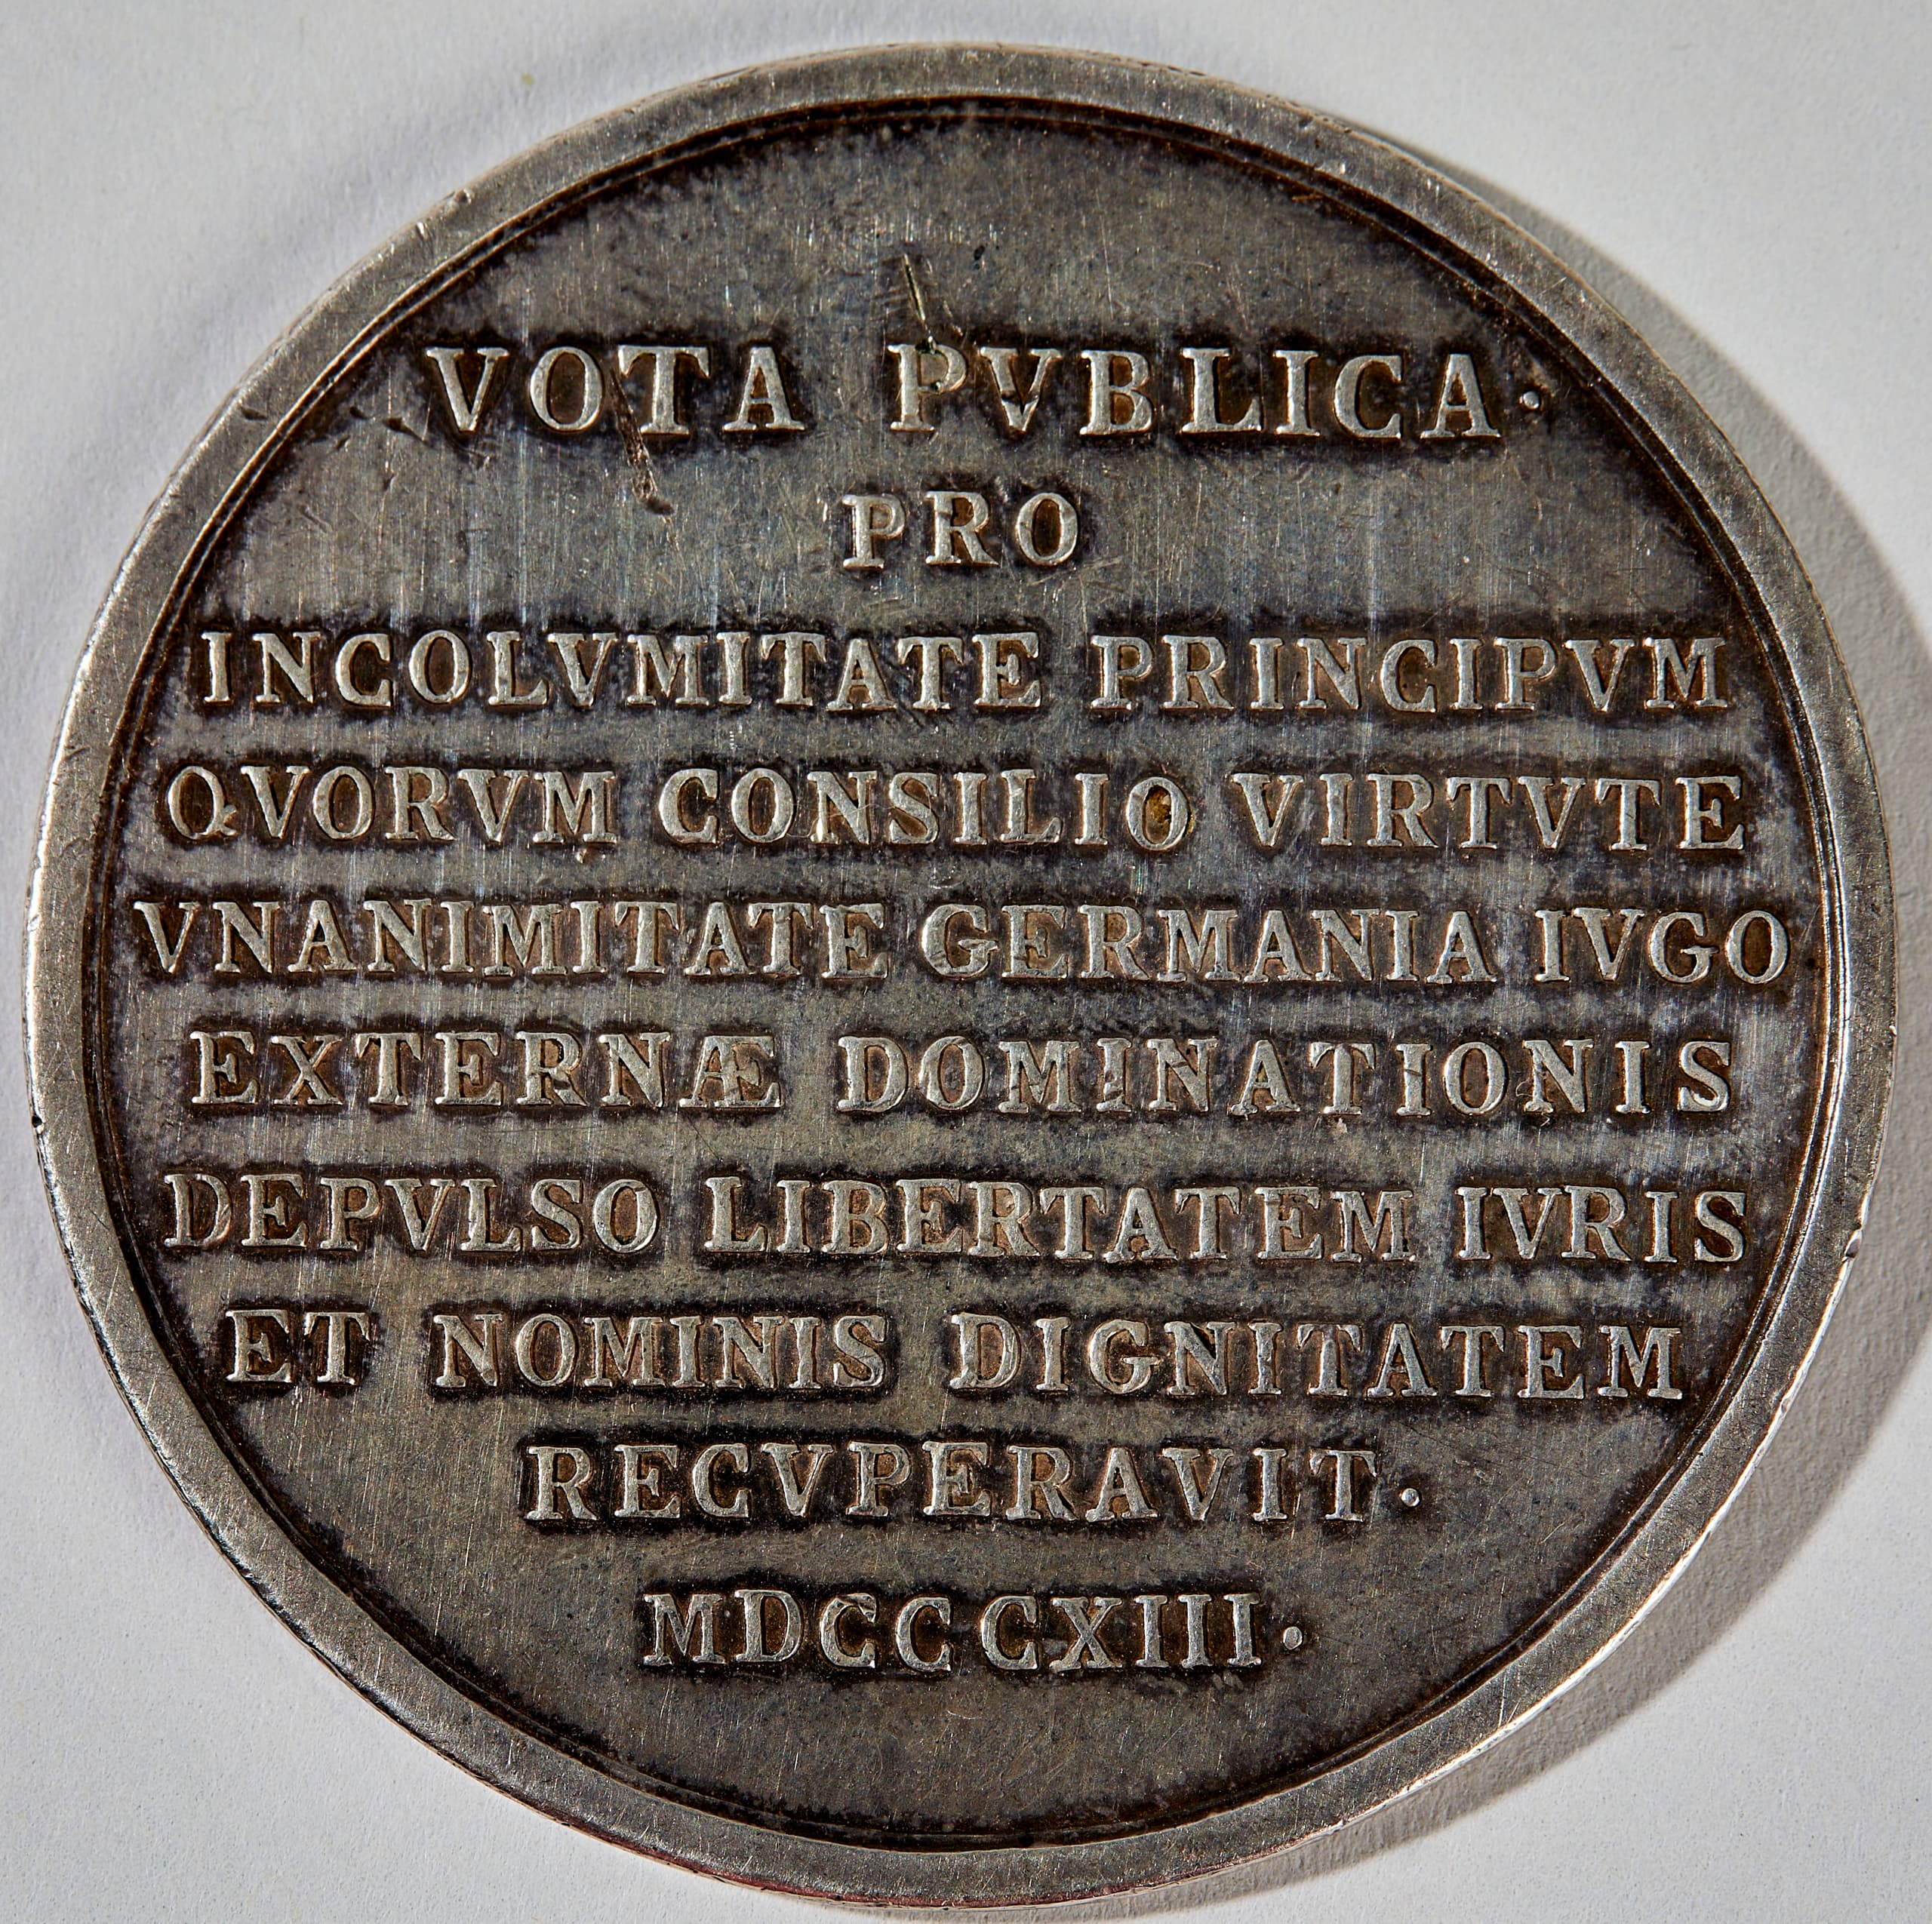 VOTA PVBLICA·
PRO
INCOLVMITATE PRINCIPVM
QVORVM CONSILIO VIRTVTE
VNANIMITATE GERMANIA IVGO
EXTERNÆ DOMINATIONIS
DEPVLSO LIBERTATEM IVRIS
ET NOMINIS DIGNITATEM
RECVPERAVIT·
MDCCCXIII·